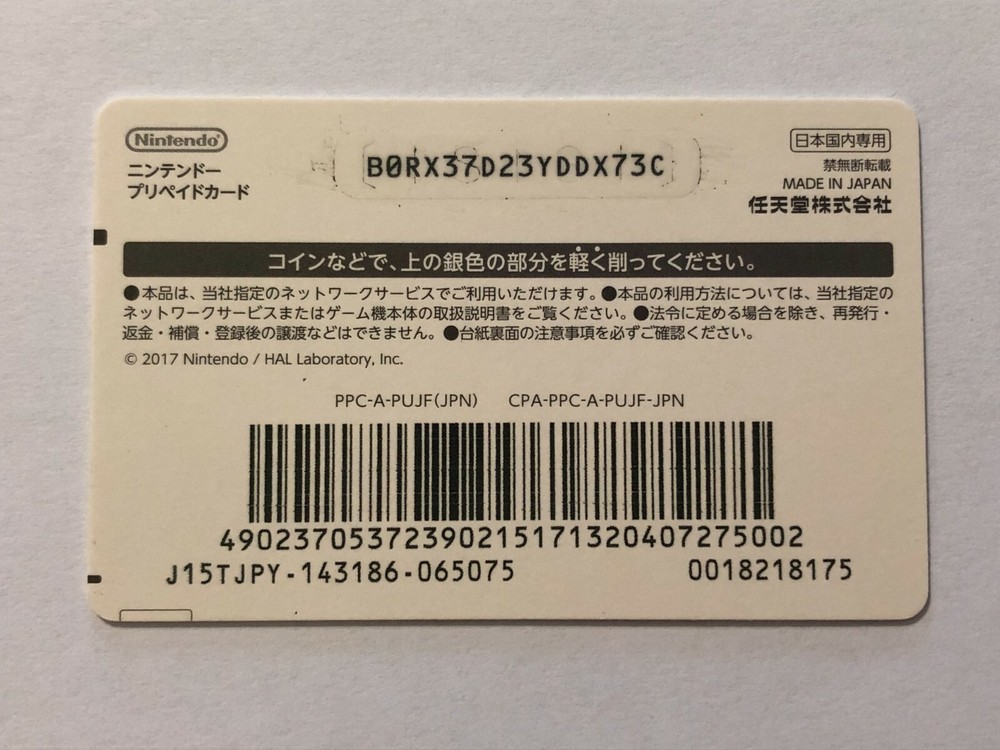 Nintendo
ニンテンドー
プリペイドカード
B0RX37D23YDDX73C
日本国内専用
禁無断転載
MADE IN JAPAN
任天堂株式会社
コインなどで、上の銀色の部分を軽く削ってください。
●本品は、当社指定のネットワークサービスでご利用いただけます。●本品の利用方法については、当社指定の
ネットワークサービスまたはゲーム機本体の取扱説明書をご覧ください。●法令に定める場合を除き、再発行・
返金・補償・登録後の譲渡などはできません。●台紙裏面の注意事項を必ずご確認ください。
© 2017 Nintendo / HAL Laboratory, Inc.
PPC-A-PUJF(JPN) CPA-PPC-A-PUJF-JPN
4902370537239021517132040727​5002
J15TJPY-143186-065075 0018218175